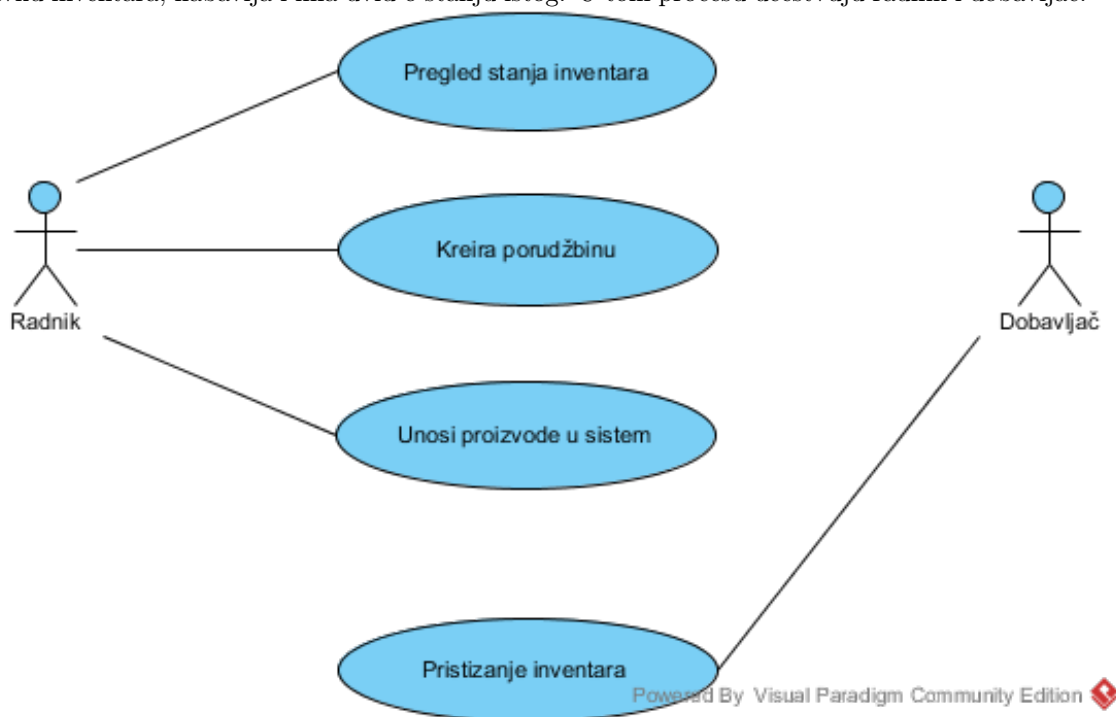 Pregled stanja inventara
Kreira porudžbinu
Radnik
Dobavljač
Unosi proizvode u sistem
Pristizanje inventara
Powered By Visual Paradigm Community Edition